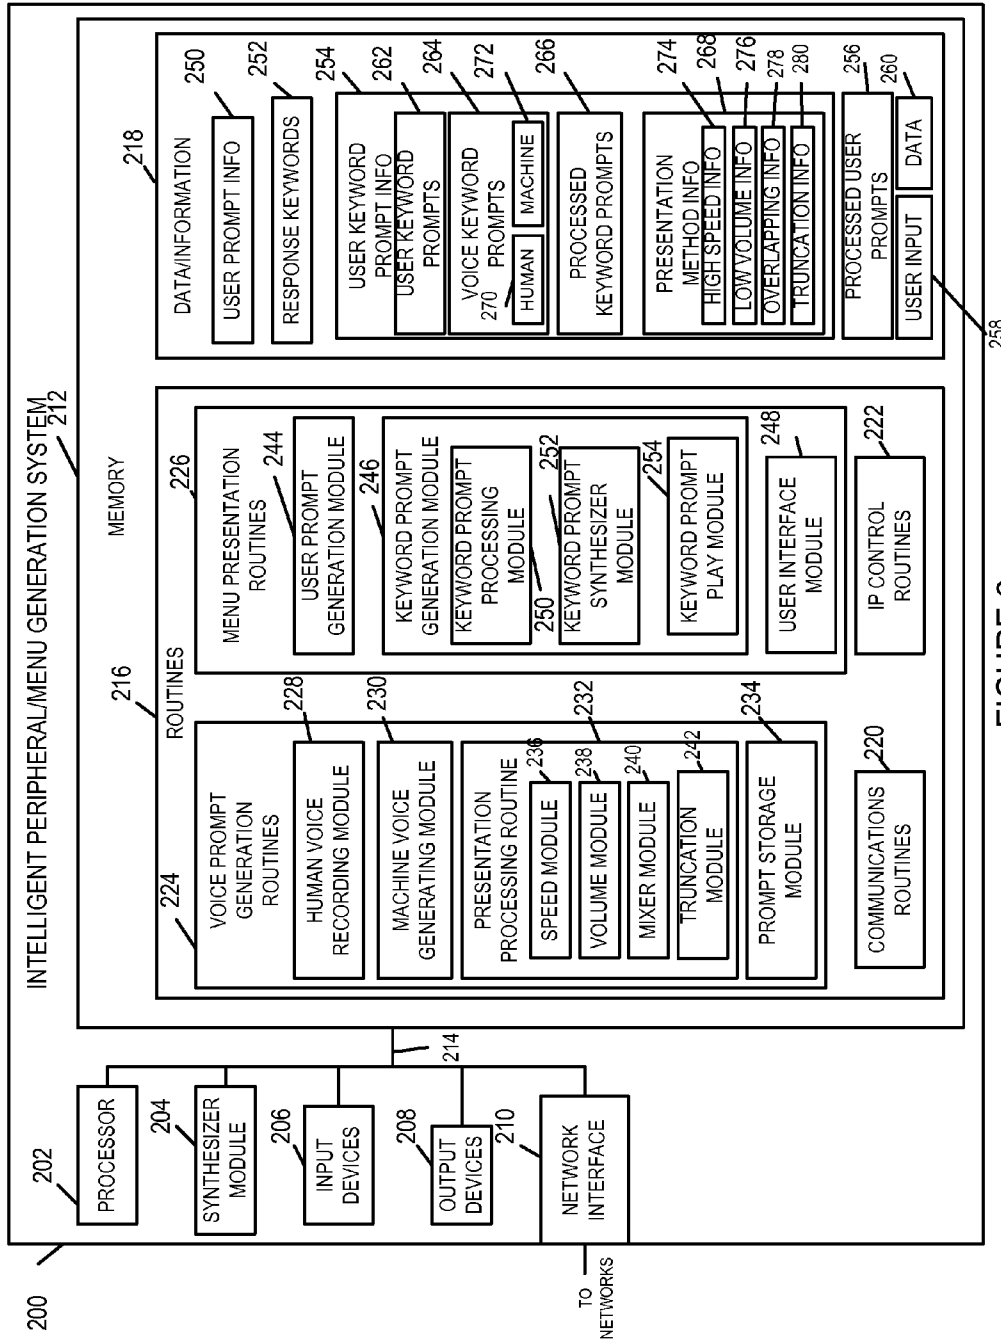 200
INTELLIGENT PERIPHERAL/MENU GENERATION SYSTEM
202
PROCESSOR
204
SYNTHESIZER
MODULE
206
INPUT
DEVICES
208
OUTPUT
DEVICES
210
NETWORK
INTERFACE
TO
NETWORKS
214
212
MEMORY
216
ROUTINES
224
VOICE PROMPT
GENERATION
ROUTINES
228
HUMAN VOICE
RECORDING MODULE
230
MACHINE VOICE
GENERATING MODULE
232
PRESENTATION
PROCESSING ROUTINE
236
SPEED MODULE
238
VOLUME MODULE
240
MIXER MODULE
242
TRUNCATION
MODULE
234
PROMPT STORAGE
MODULE
220
COMMUNICATIONS
ROUTINES
226
MENU PRESENTATION
ROUTINES
244
USER PROMPT
GENERATION MODULE
246
KEYWORD PROMPT
GENERATION MODULE
KEYWORD PROMPT
PROCESSING
MODULE
250
252
KEYWORD PROMPT
SYNTHESIZER
MODULE
254
KEYWORD PROMPT
PLAY MODULE
248
USER INTERFACE
MODULE
222
IP CONTROL
ROUTINES
218
DATA/INFORMATION
250
USER PROMPT INFO
252
RESPONSE KEYWORDS
254
USER KEYWORD
PROMPT INFO
262
USER KEYWORD
PROMPTS
264
VOICE KEYWORD
PROMPTS
270
HUMAN
272
MACHINE
266
PROCESSED
KEYWORD PROMPTS
268
PRESENTATION
METHOD INFO
274
HIGH SPEED INFO
276
LOW VOLUME INFO
278
OVERLAPPING INFO
280
TRUNCATION INFO
256
PROCESSED USER
PROMPTS
258
USER INPUT
260
DATA